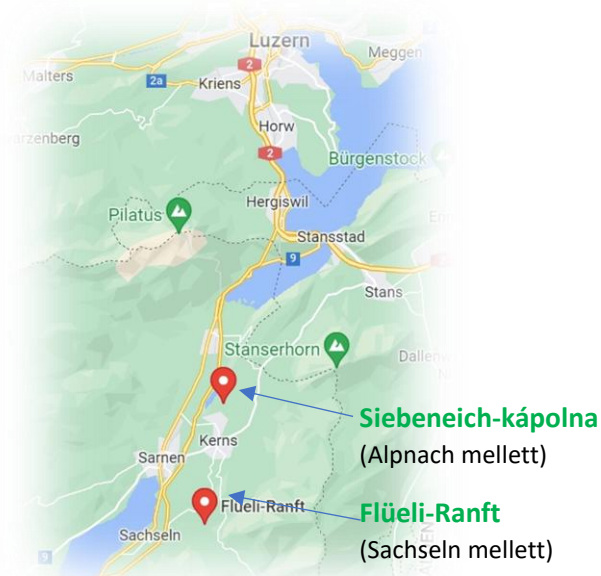 Luzern
Meggen
2
Malters
2a
Kriens
Horw
arzenberg
2
Bürgenstock
Hergiswil
Pilatus
Stansstad
9
Stans
Stanserhorn
Dallenw
Siebeneich-kápolna
(Alpnach mellett)
Kerns
Sarnen
Flüeli-Ranft
Flüeli-Ranft
(Sachseln mellett)
Sachseln
9